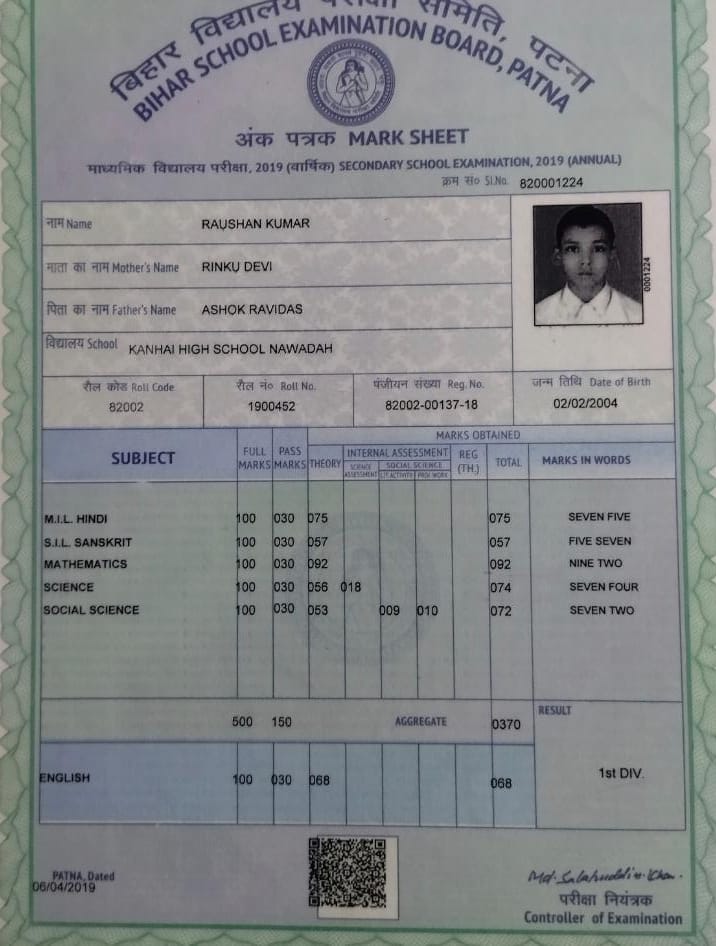 बिहार विद्यालय परीक्षा समिति, पटना
BIHAR SCHOOL EXAMINATION BOARD, PATNA
अंक पत्रक MARK SHEET
माध्यमिक विद्यालय परीक्षा, 2019 (वार्षिक) SECONDARY SCHOOL EXAMINATION, 2019 (ANNUAL)
क्रम सं० Sl.No. 820001224
नाम Name RAUSHAN KUMAR
0001224
माता का नाम Mother's Name RINKU DEVI
पिता का नाम Father's Name ASHOK RAVIDAS
विद्यालय School KANHAI HIGH SCHOOL NAWADAH
रौल कोड Roll Code रौल नं० Roll No. पंजीयन संख्या Reg. No. जन्म तिथि Date of Birth
82002 1900452 82002-00137-18 02/02/2004
MARKS OBTAINED
SUBJECT FULL MARKS PASS MARKS THEORY INTERNAL ASSESSMENT REG (TH.) TOTAL MARKS IN WORDS
SCIENCE ASSESSMENT SOCIAL SCIENCE
LIT.ACTIVITY PROJ. WORK
M.I.L. HINDI 100 030 075 075 SEVEN FIVE
S.I.L. SANSKRIT 100 030 057 057 FIVE SEVEN
MATHEMATICS 100 030 092 092 NINE TWO
SCIENCE 100 030 056 018 074 SEVEN FOUR
SOCIAL SCIENCE 100 030 053 009 010 072 SEVEN TWO
500 150 AGGREGATE 0370 RESULT
ENGLISH 100 030 068 068 1st DIV.
PATNA, Dated
06/04/2019
Md. Salahuddin Khan.
परीक्षा नियंत्रक
Controller of Examination